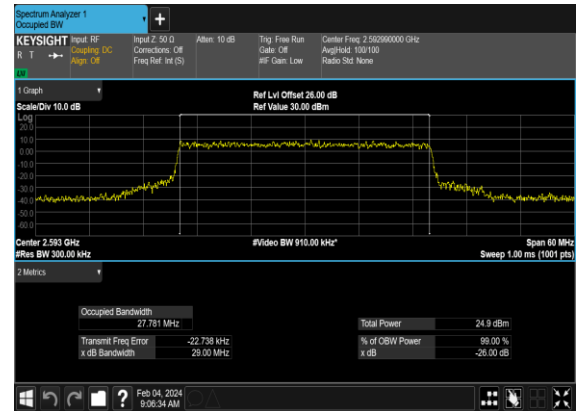 Spectrum Analyzer 1
Occupied BW
KEYSIGHT Input: RF Input Z: 50 Ω Atten: 10 dB Trig: Free Run Center Freq: 2.592990000 GHz
R T Coupling: DC Corrections: Off Gate: Off Avg|Hold: 100/100
Align: Off Freq Ref: Int (S) #IF Gain: Low Radio Std: None
LXI
1 Graph Ref Lvl Offset 26.00 dB
Scale/Div 10.0 dB Ref Value 30.00 dBm
Log
20.0
10.0
0.00
-10.0
-20.0
-30.0
-40.0
-50.0
-60.0
Center 2.593 GHz #Video BW 910.00 kHz* Span 60 MHz
#Res BW 300.00 kHz Sweep 1.00 ms (1001 pts)
2 Metrics
Occupied Bandwidth
27.781 MHz Total Power 24.9 dBm
Transmit Freq Error -22.738 kHz % of OBW Power 99.00 %
x dB Bandwidth 29.00 MHz x dB -26.00 dB
? Feb 04, 2024
9:06:34 AM